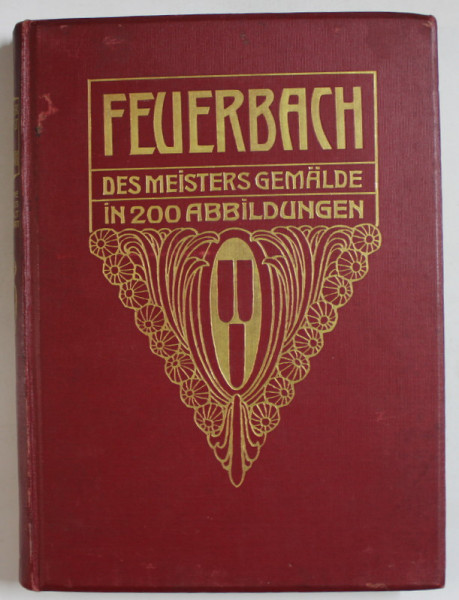 FEUERBACH
DES MEISTERS GEMÄLDE
IN 200 ABBILDUNGEN